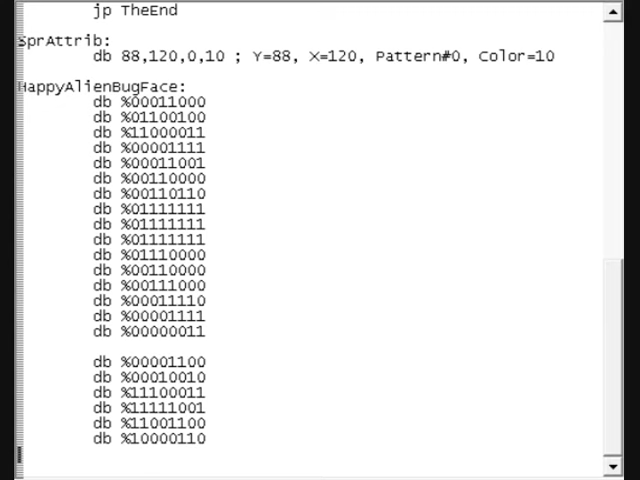 jp TheEnd
SprAttrib:
db 88,120,0,10 ; Y=88, X=120, Pattern#0, Color=10
HappyAlienBugFace:
db %00011000
db %01100100
db %11000011
db %00001111
db %00011001
db %00110000
db %00110110
db %01111111
db %01111111
db %01111111
db %01110000
db %00110000
db %00111000
db %00011110
db %00001111
db %00000011
db %00001100
db %00010010
db %11100011
db %11111001
db %11001100
db %10000110